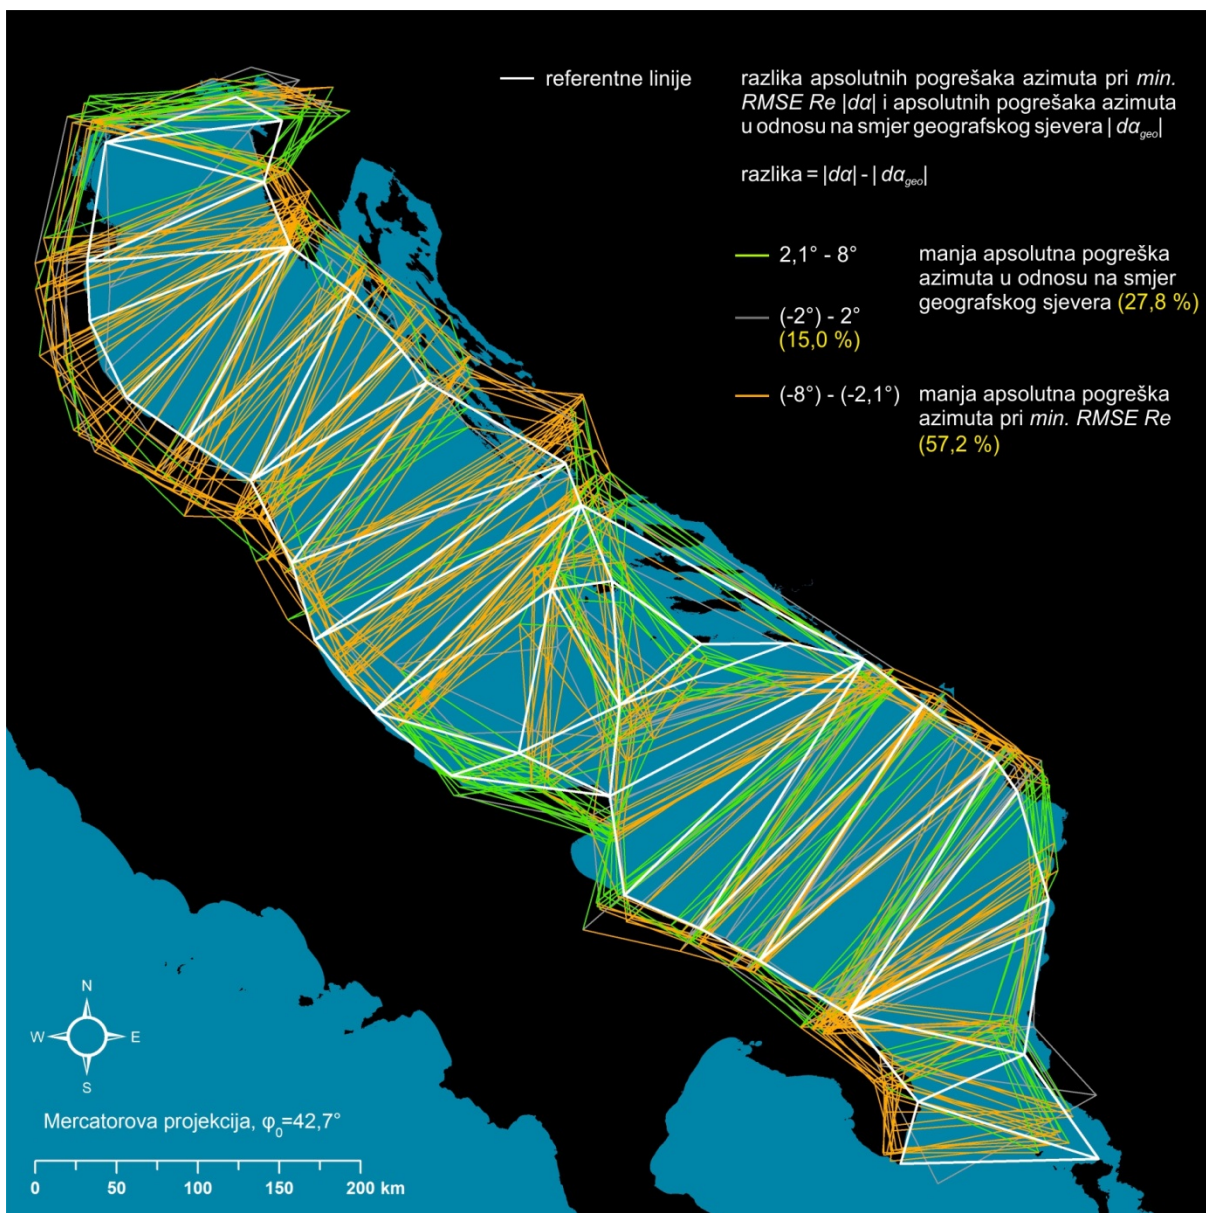 referentne linije
razlika apsolutnih pogrešaka azimuta pri min.
RMSE Re |dα| i apsolutnih pogrešaka azimuta
u odnosu na smjer geografskog sjevera |dαgeo|
razlika = |dα| - |dαgeo|
2,1° - 8°
manja apsolutna pogreška
azimuta u odnosu na smjer
geografskog sjevera (27,8 %)
(-2°) - 2°
(15,0 %)
(-8°) - (-2,1°)
manja apsolutna pogreška
azimuta pri min. RMSE Re
(57,2 %)
N
W E
S
Mercatorova projekcija, φ0=42,7°
0 50 100 150 200 km